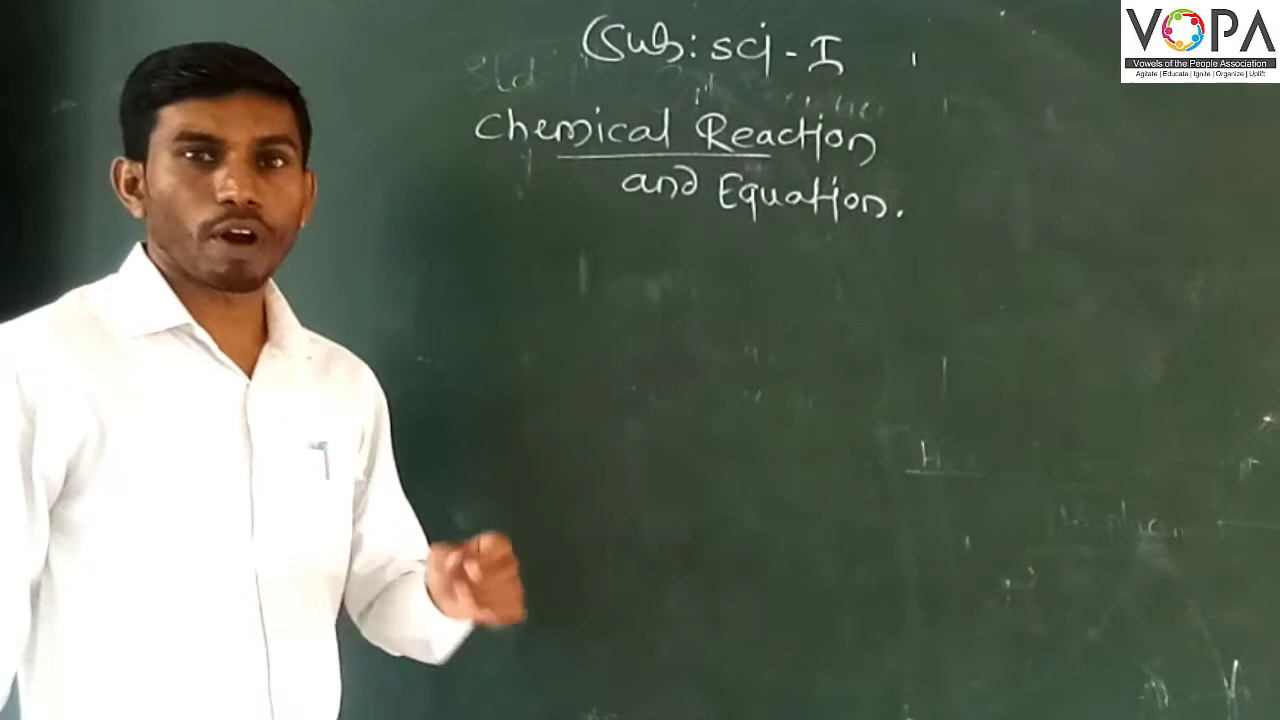 (Sub: sci - I
Chemical Reaction
and Equation.
VOPA
Vowels of the People Association
Agitate | Educate | Ignite | Organize | Uplift